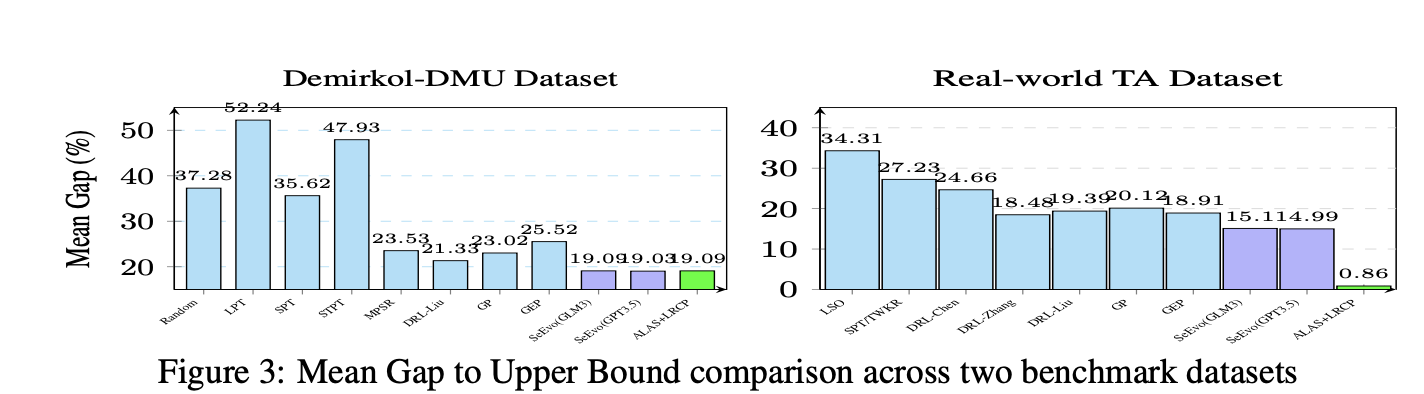 Demirkol-DMU Dataset
Mean Gap (%)
50
40
30
20
37.28
52.24
35.62
47.93
23.53
21.33
23.02
25.52
19.09
19.03
19.09
Random
LPT
SPT
STPT
MPSR
DRL-Liu
GP
GEP
SeEvo(GLM3)
SeEvo(GPT3.5)
ALAS+LRCP
Real-world TA Dataset
40
30
20
10
0
34.31
27.23
24.66
18.48
19.39
20.12
18.91
15.1
14.99
0.86
LSO
SPT/TWKR
DRL-Chen
DRL-Zhang
DRL-Liu
GP
GEP
SeEvo(GLM3)
SeEvo(GPT3.5)
ALAS+LRCP
Figure 3: Mean Gap to Upper Bound comparison across two benchmark datasets